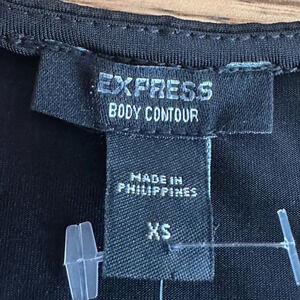 EXPRESS
BODY CONTOUR
MADE IN
PHILIPPINES
XS